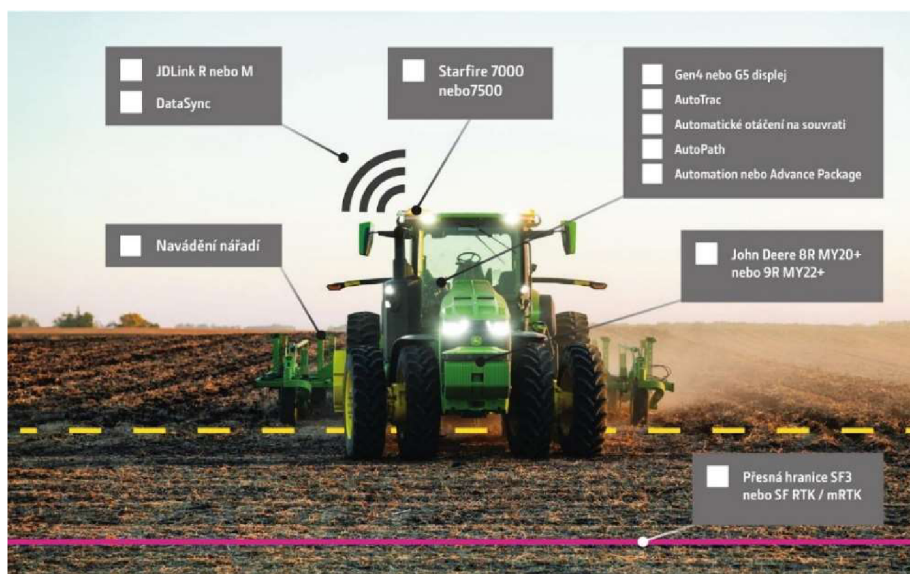 JDLink R nebo M
DataSync
Starfire 7000
nebo7500
Gen4 nebo G5 displej
AutoTrac
Automatické otáčení na souvrati
AutoPath
Automation nebo Advance Package
Navádění nářadí
John Deere 8R MY20+
nebo 9R MY22+
Přesná hranice SF3
nebo SF RTK / mRTK